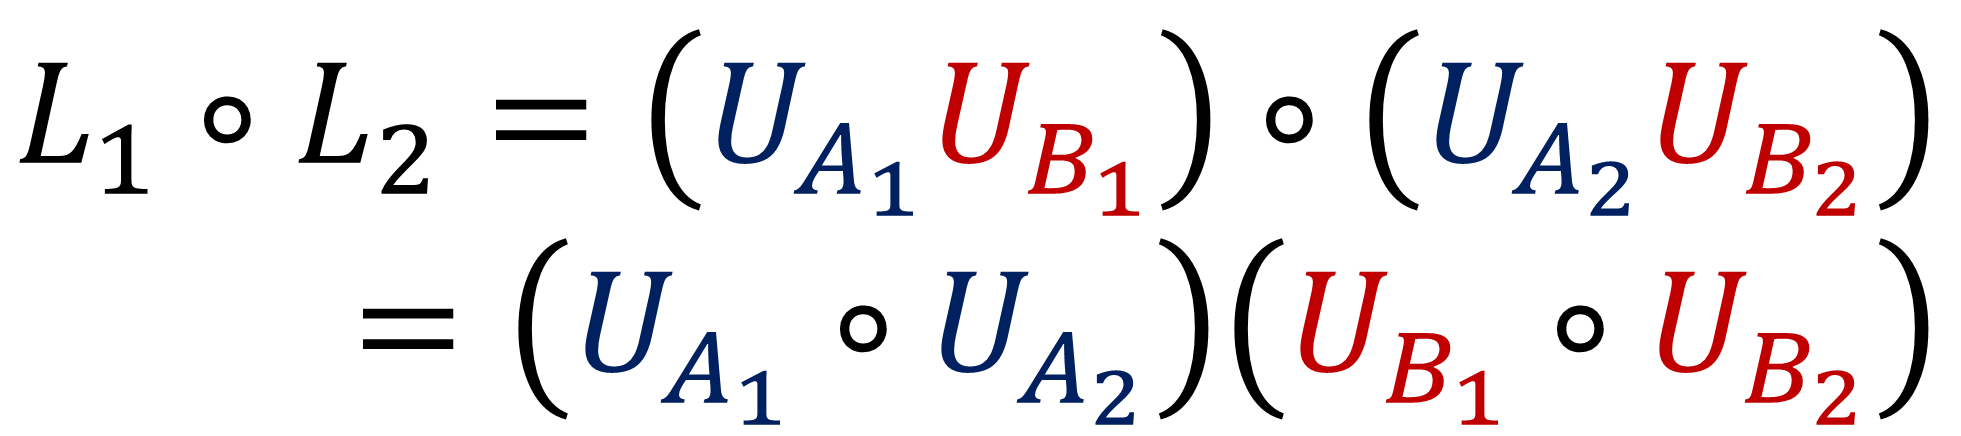 L₁ ∘ L₂ = (U_{A₁} U_{B₁}) ∘ (U_{A₂} U_{B₂})
= (U_{A₁} ∘ U_{A₂})(U_{B₁} ∘ U_{B₂})